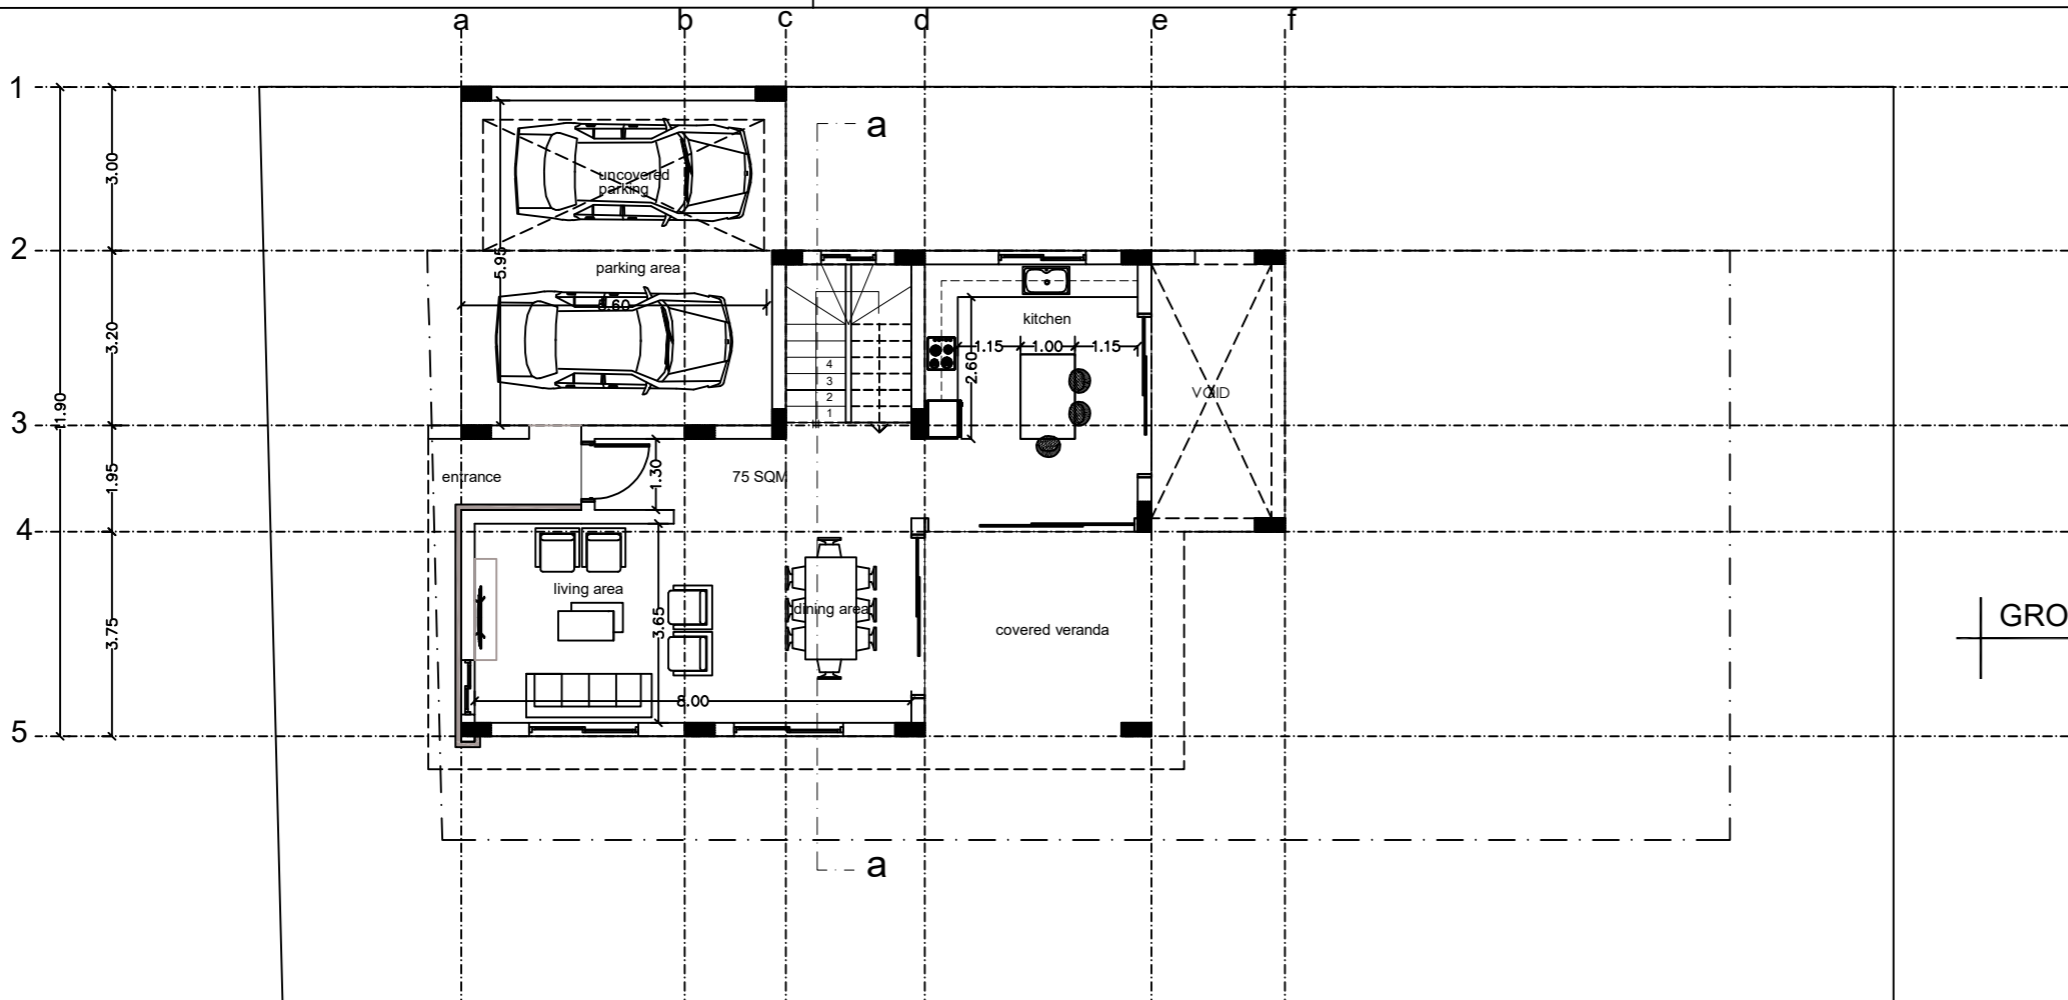 a b c d e f
1
a
3.00
uncovered
parking
2
5.95
parking area
5.60
3.20
kitchen
1.15 1.00 1.15
2.60
4
3
2
1
VOID
11.90
3
entrance
1.30
75 SQM
1.95
4
living area
3.65
dining area
covered veranda
3.75
GRO
8.00
5
a